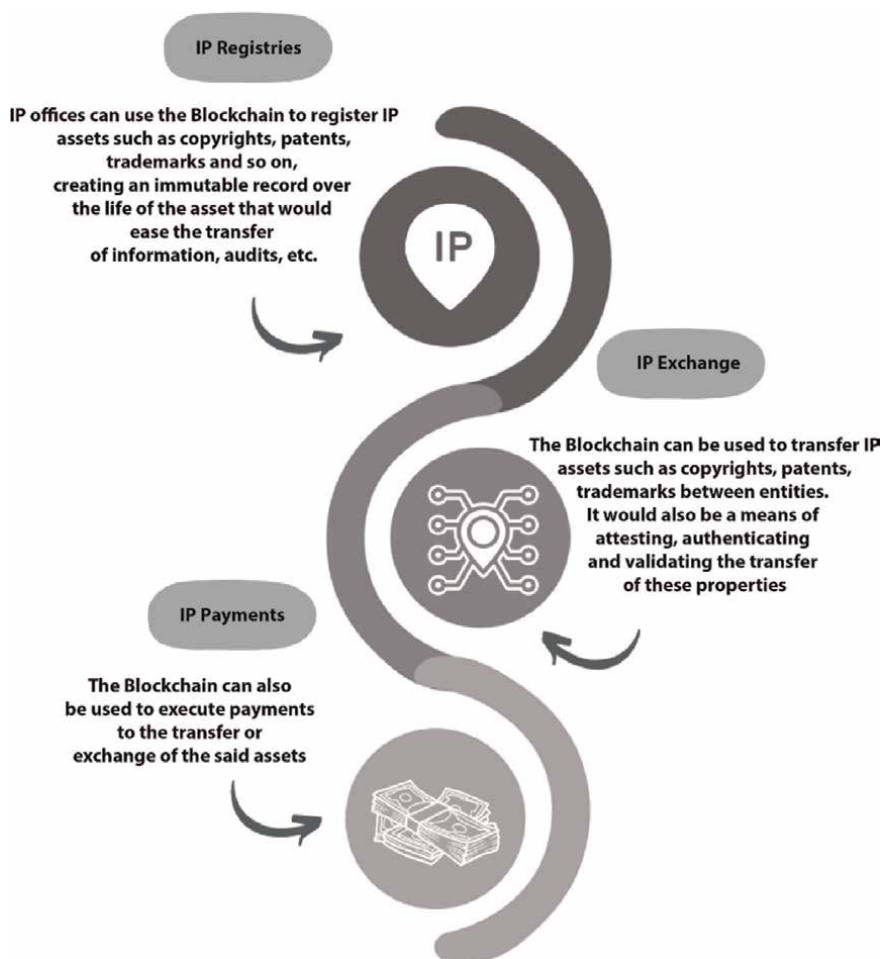 IP Registries
IP offices can use the Blockchain to register IP
assets such as copyrights, patents,
trademarks and so on,
creating an immutable record over
the life of the asset that would
ease the transfer
of information, audits, etc.
IP
IP Exchange
The Blockchain can be used to transfer IP
assets such as copyrights, patents,
trademarks between entities.
It would also be a means of
attesting, authenticating
and validating the transfer
of these properties
IP Payments
The Blockchain can also
be used to execute payments
to the transfer or
exchange of the said assets